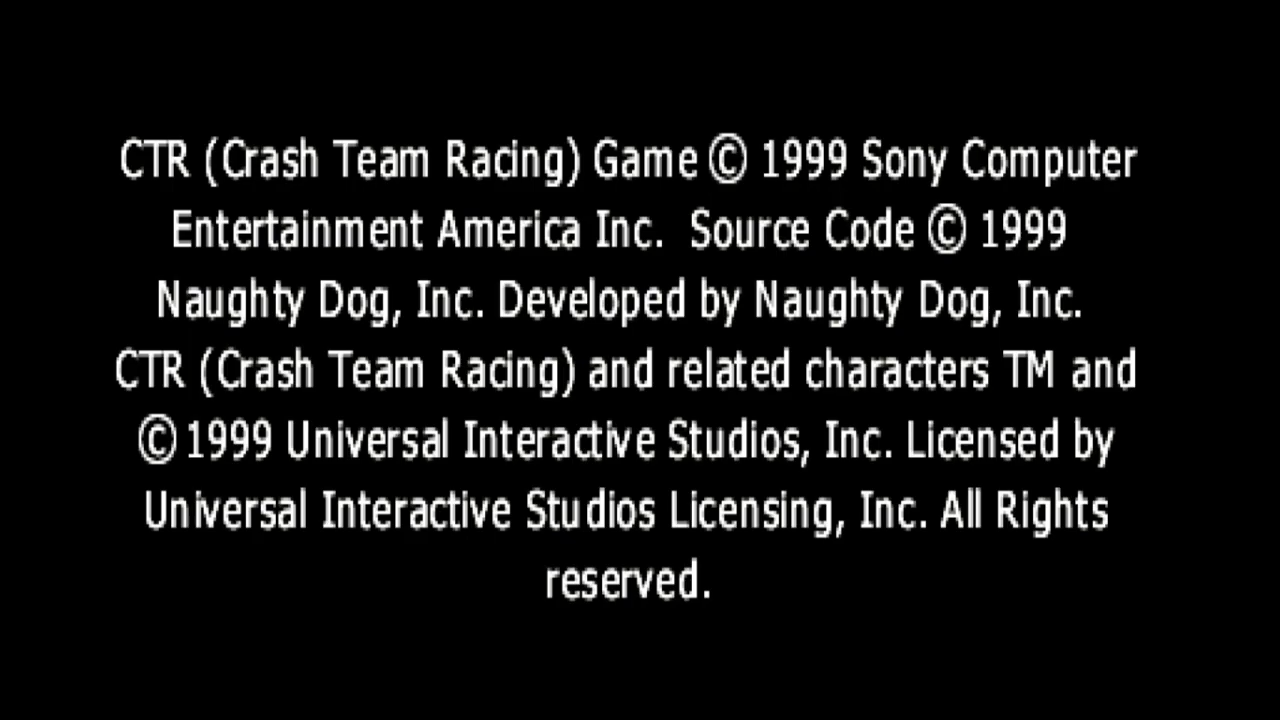 CTR (Crash Team Racing) Game © 1999 Sony Computer
Entertainment America Inc.  Source Code © 1999
Naughty Dog, Inc. Developed by Naughty Dog, Inc.
CTR (Crash Team Racing) and related characters TM and
© 1999 Universal Interactive Studios, Inc. Licensed by
Universal Interactive Studios Licensing, Inc. All Rights
reserved.